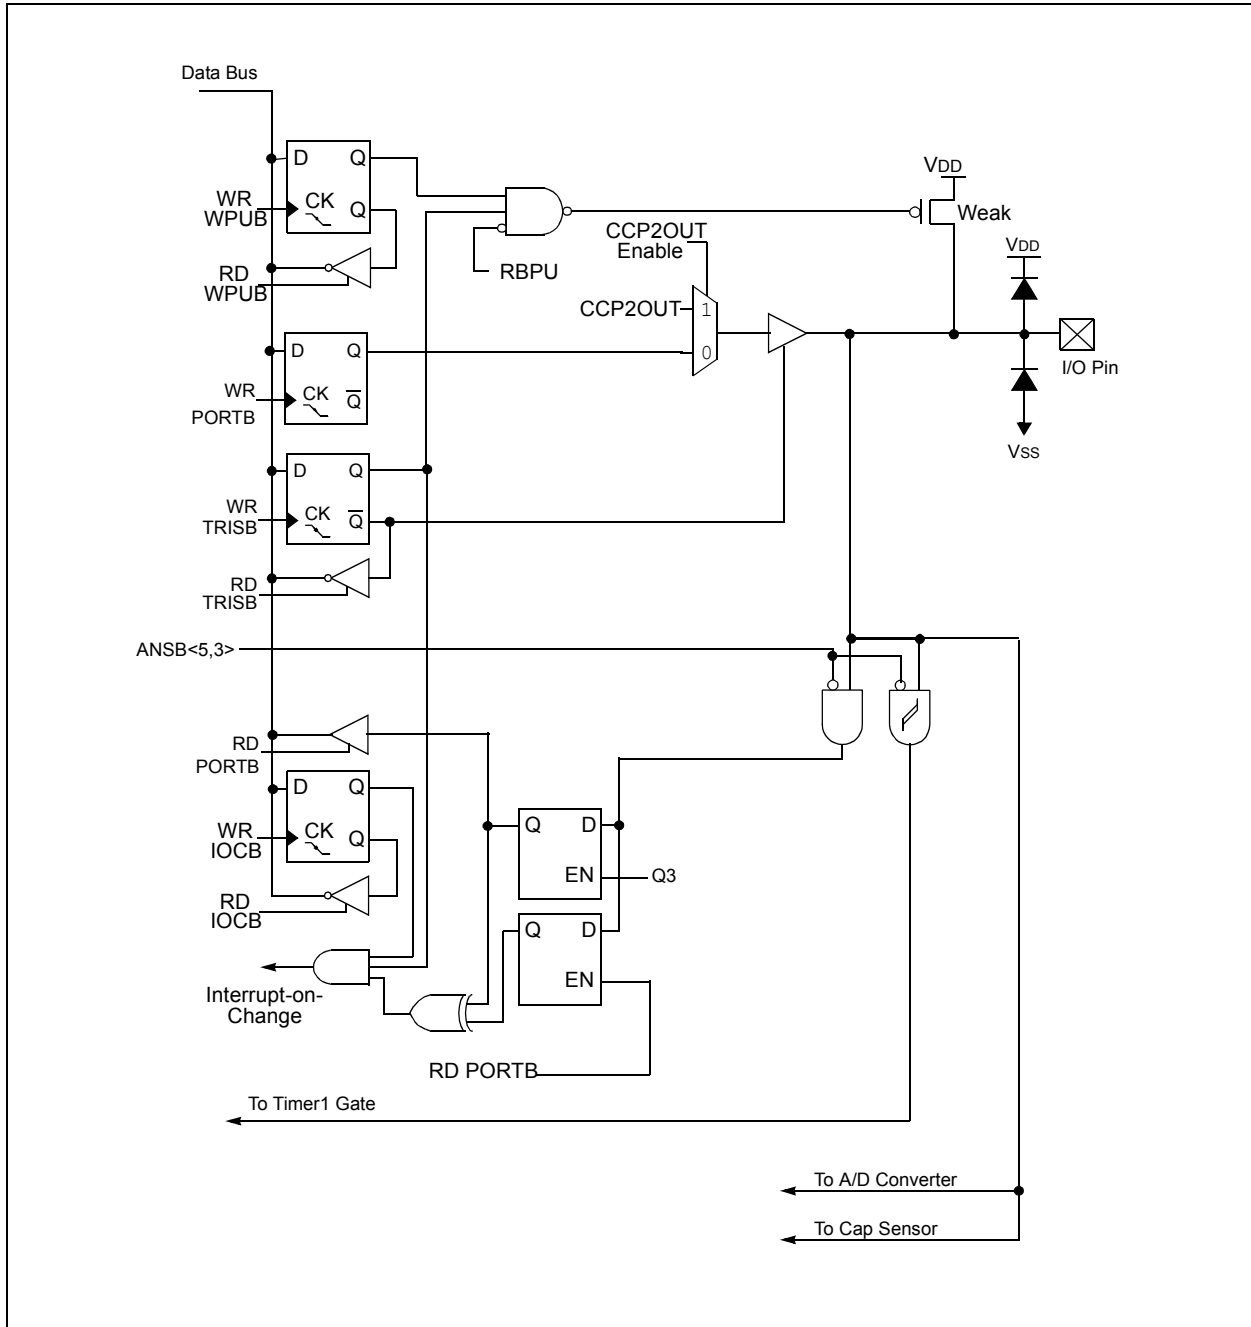 Data Bus
D Q
WR
WPUB
CK
Q
RD
WPUB
RBPU
CCP2OUT
Enable
CCP2OUT
1
0
VDD
Weak
VDD
I/O Pin
VSS
D Q
WR
PORTB
CK
Q
D Q
WR
TRISB
CK
Q
RD
TRISB
ANSB<5,3>
RD
PORTB
D Q
WR
IOCB
CK
Q
RD
IOCB
Q D
EN
Q3
Q D
EN
Interrupt-on-
Change
RD PORTB
To Timer1 Gate
To A/D Converter
To Cap Sensor